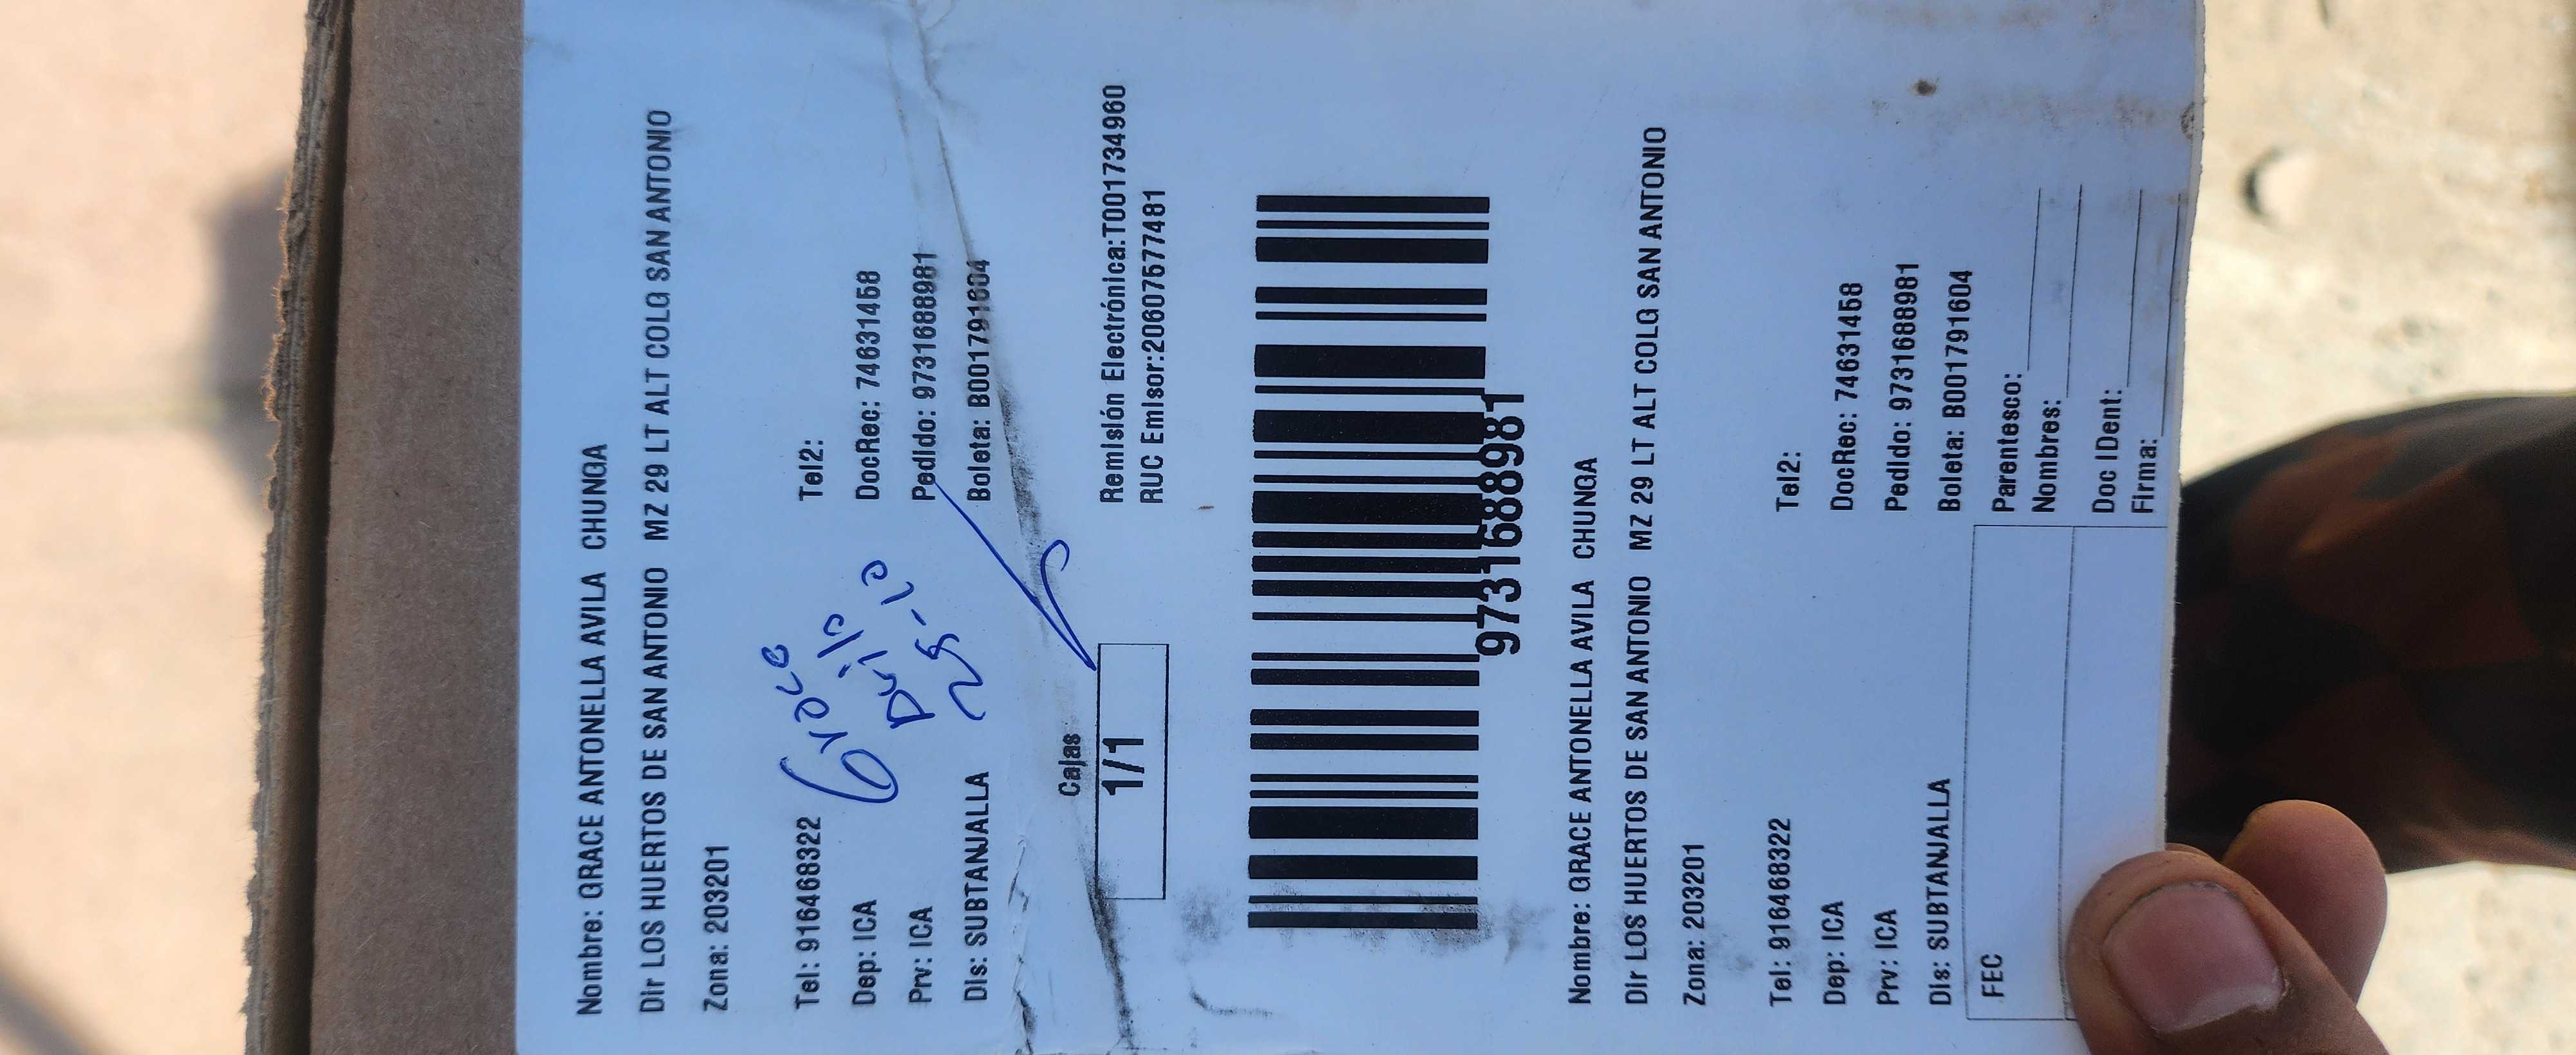 Nombre: GRACE ANTONELLA AVILA CHUNGA
Dir LOS HUERTOS DE SAN ANTONIO MZ 29 LT ALT COLG SAN ANTONIO
Zona: 203201
Tel: 916468322 Tel2:
Dep: ICA DocRec: 74631458
Prv: ICA Pedido: 9731688981
Dis: SUBTANJALLA Boleta: B001791604
Grace
Avila
Cajas
1/1
Remisión Electrónica:T001734960
RUC Emisor:20607577481
9731688981
Nombre: GRACE ANTONELLA AVILA CHUNGA
Dir LOS HUERTOS DE SAN ANTONIO MZ 29 LT ALT COLG SAN ANTONIO
Zona: 203201
Tel: 916468322 Tel2:
Dep: ICA DocRec: 74631458
Prv: ICA Pedido: 9731688981
Dis: SUBTANJALLA Boleta: B001791604
FEC
Parentesco:
Nombres:
Doc IDent:
Firma: